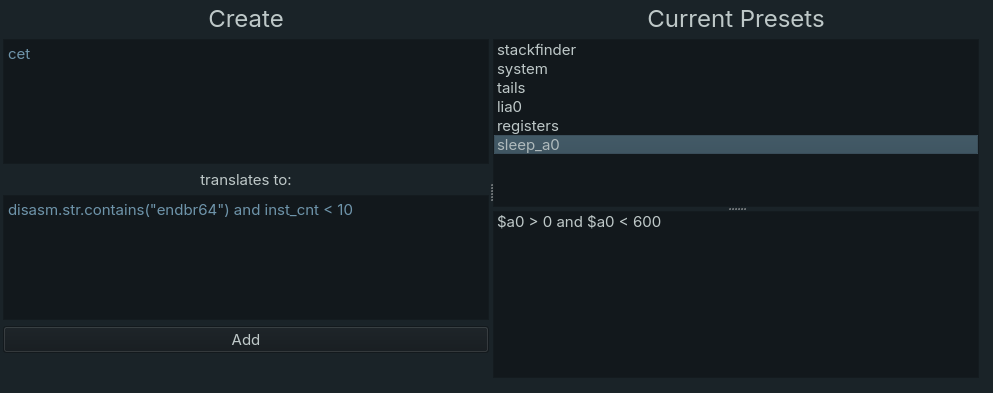 Create
cet
translates to:
disasm.str.contains("endbr64") and inst_cnt < 10
Add
Current Presets
stackfinder
system
tails
lia0
registers
sleep_a0
$a0 > 0 and $a0 < 600